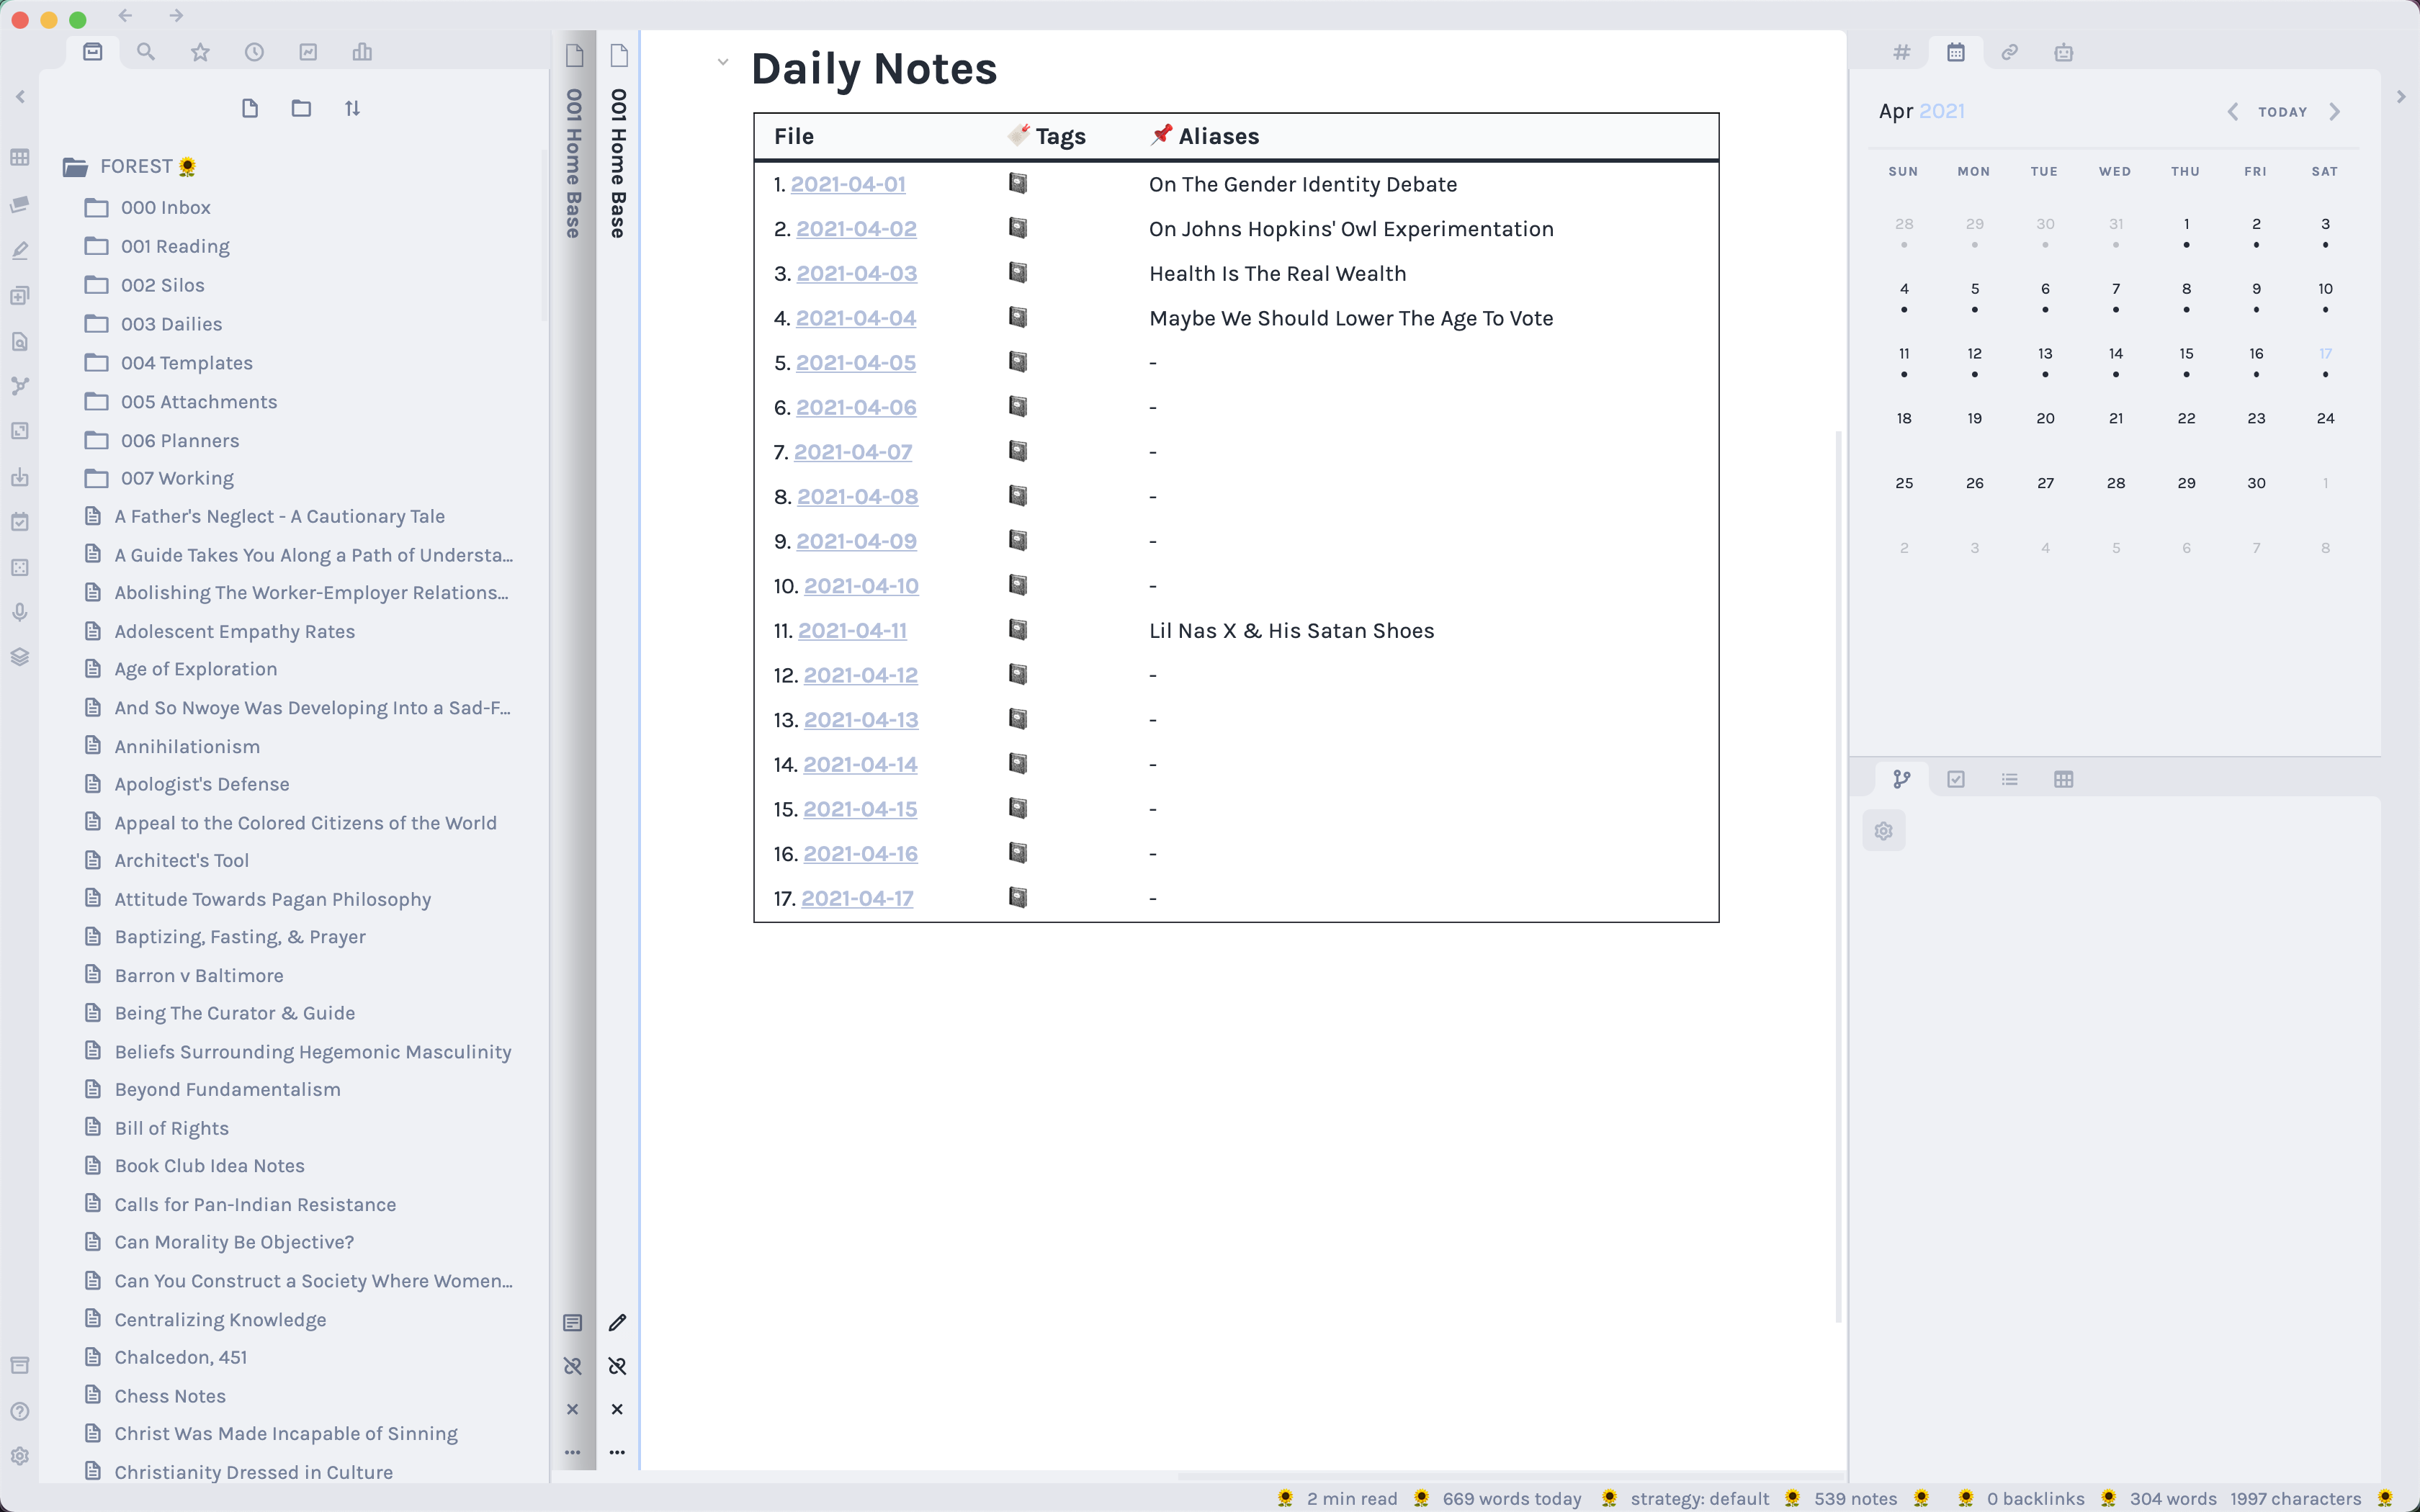 FOREST🌻
000 Inbox
001 Reading
002 Silos
003 Dailies
004 Templates
005 Attachments
006 Planners
007 Working
A Father's Neglect - A Cautionary Tale
A Guide Takes You Along a Path of Understa...
Abolishing The Worker-Employer Relations...
Adolescent Empathy Rates
Age of Exploration
And So Nwoye Was Developing Into a Sad-F...
Annihilationism
Apologist's Defense
Appeal to the Colored Citizens of the World
Architect's Tool
Attitude Towards Pagan Philosophy
Baptizing, Fasting, & Prayer
Barron v Baltimore
Being The Curator & Guide
Beliefs Surrounding Hegemonic Masculinity
Beyond Fundamentalism
Bill of Rights
Book Club Idea Notes
Calls for Pan-Indian Resistance
Can Morality Be Objective?
Can You Construct a Society Where Women...
Centralizing Knowledge
Chalcedon, 451
Chess Notes
Christ Was Made Incapable of Sinning
Christianity Dressed in Culture
001 Home Base
001 Home Base
Daily Notes
File 🏷️ Tags 📌 Aliases
1. 2021-04-01 📓 On The Gender Identity Debate
2. 2021-04-02 📓 On Johns Hopkins' Owl Experimentation
3. 2021-04-03 📓 Health Is The Real Wealth
4. 2021-04-04 📓 Maybe We Should Lower The Age To Vote
5. 2021-04-05 📓 -
6. 2021-04-06 📓 -
7. 2021-04-07 📓 -
8. 2021-04-08 📓 -
9. 2021-04-09 📓 -
10. 2021-04-10 📓 -
11. 2021-04-11 📓 Lil Nas X & His Satan Shoes
12. 2021-04-12 📓 -
13. 2021-04-13 📓 -
14. 2021-04-14 📓 -
15. 2021-04-15 📓 -
16. 2021-04-16 📓 -
17. 2021-04-17 📓 -
Apr 2021 TODAY
SUN MON TUE WED THU FRI SAT
28 29 30 31 1 2 3
4 5 6 7 8 9 10
11 12 13 14 15 16 17
18 19 20 21 22 23 24
25 26 27 28 29 30 1
2 3 4 5 6 7 8
🌻 2 min read 🌻 669 words today 🌻 strategy: default 🌻 539 notes 🌻 🌻 0 backlinks 🌻 304 words 1997 characters 🌻